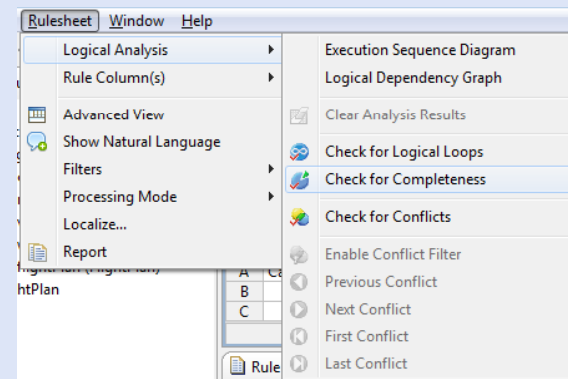 Rulesheet Window Help
Logical Analysis
Rule Column(s)
Advanced View
Show Natural Language
Filters
Processing Mode
Localize...
Report
Execution Sequence Diagram
Logical Dependency Graph
Clear Analysis Results
Check for Logical Loops
Check for Completeness
Check for Conflicts
Enable Conflict Filter
Previous Conflict
Next Conflict
First Conflict
Last Conflict
htPlan
A
B
C
Rule